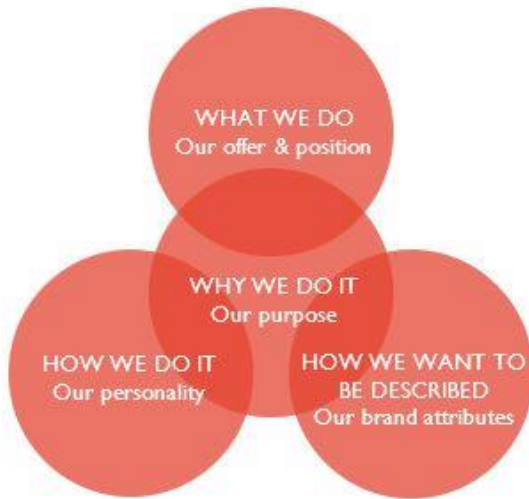 WHAT WE DO
Our offer & position
WHY WE DO IT
Our purpose
HOW WE DO IT
Our personality
HOW WE WANT TO
BE DESCRIBED
Our brand attributes